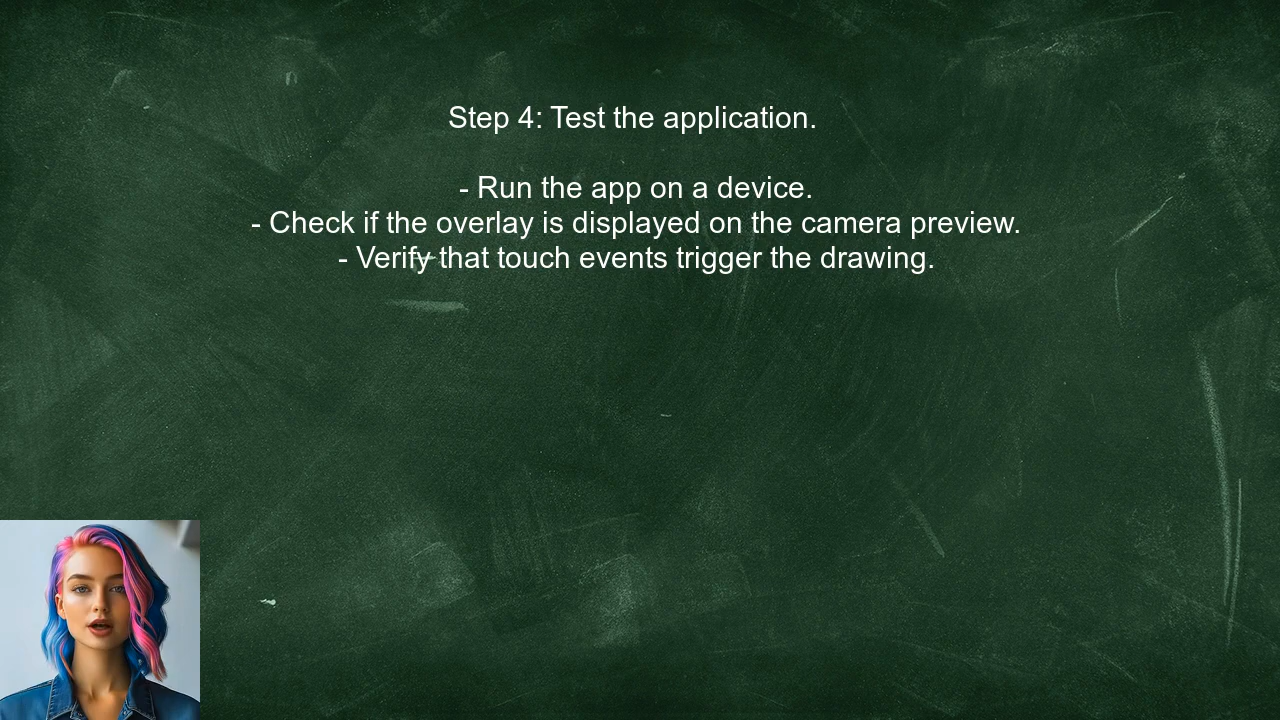 Step 4: Test the application.
- Run the app on a device.
- Check if the overlay is displayed on the camera preview.
- Verify that touch events trigger the drawing.